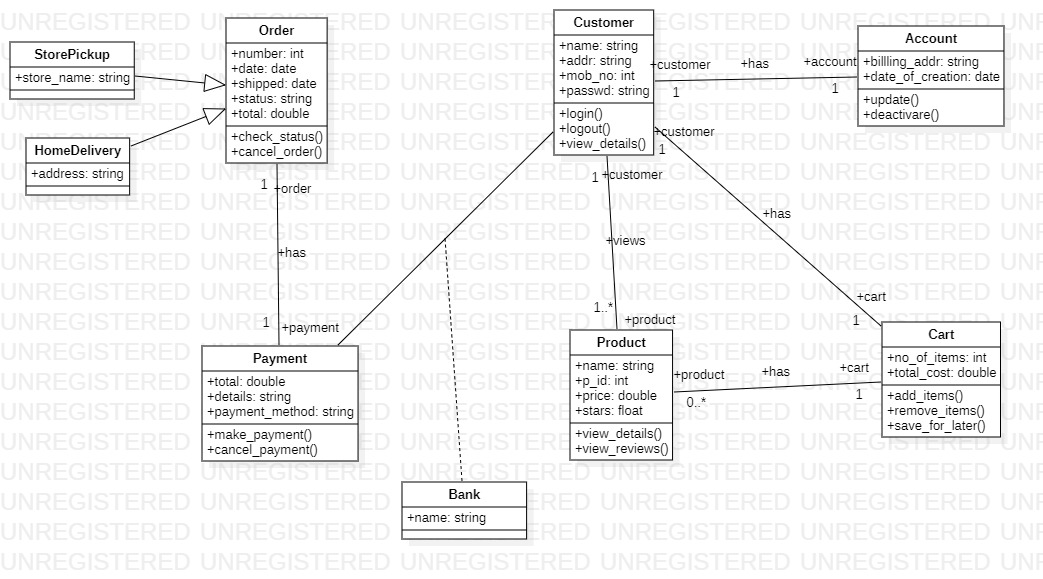 StorePickup
+store_name: string
HomeDelivery
+address: string
Order
+number: int
+date: date
+shipped: date
+status: string
+total: double
+check_status()
+cancel_order()
1
+order
+has
1
+payment
Payment
+total: double
+details: string
+payment_method: string
+make_payment()
+cancel_payment()
Bank
+name: string
Customer
+name: string
+addr: string
+mob_no: int
+passwd: string
+login()
+logout()
+view_details()
+customer
1
+has
+account
1
Account
+billling_addr: string
+date_of_creation: date
+update()
+deactivare()
+customer
1
+has
+cart
1
1
+customer
+views
1..*
+product
Product
+name: string
+p_id: int
+price: double
+stars: float
+view_details()
+view_reviews()
+product
0..*
+has
+cart
1
Cart
+no_of_items: int
+total_cost: double
+add_items()
+remove_items()
+save_for_later()
UNREGISTERED